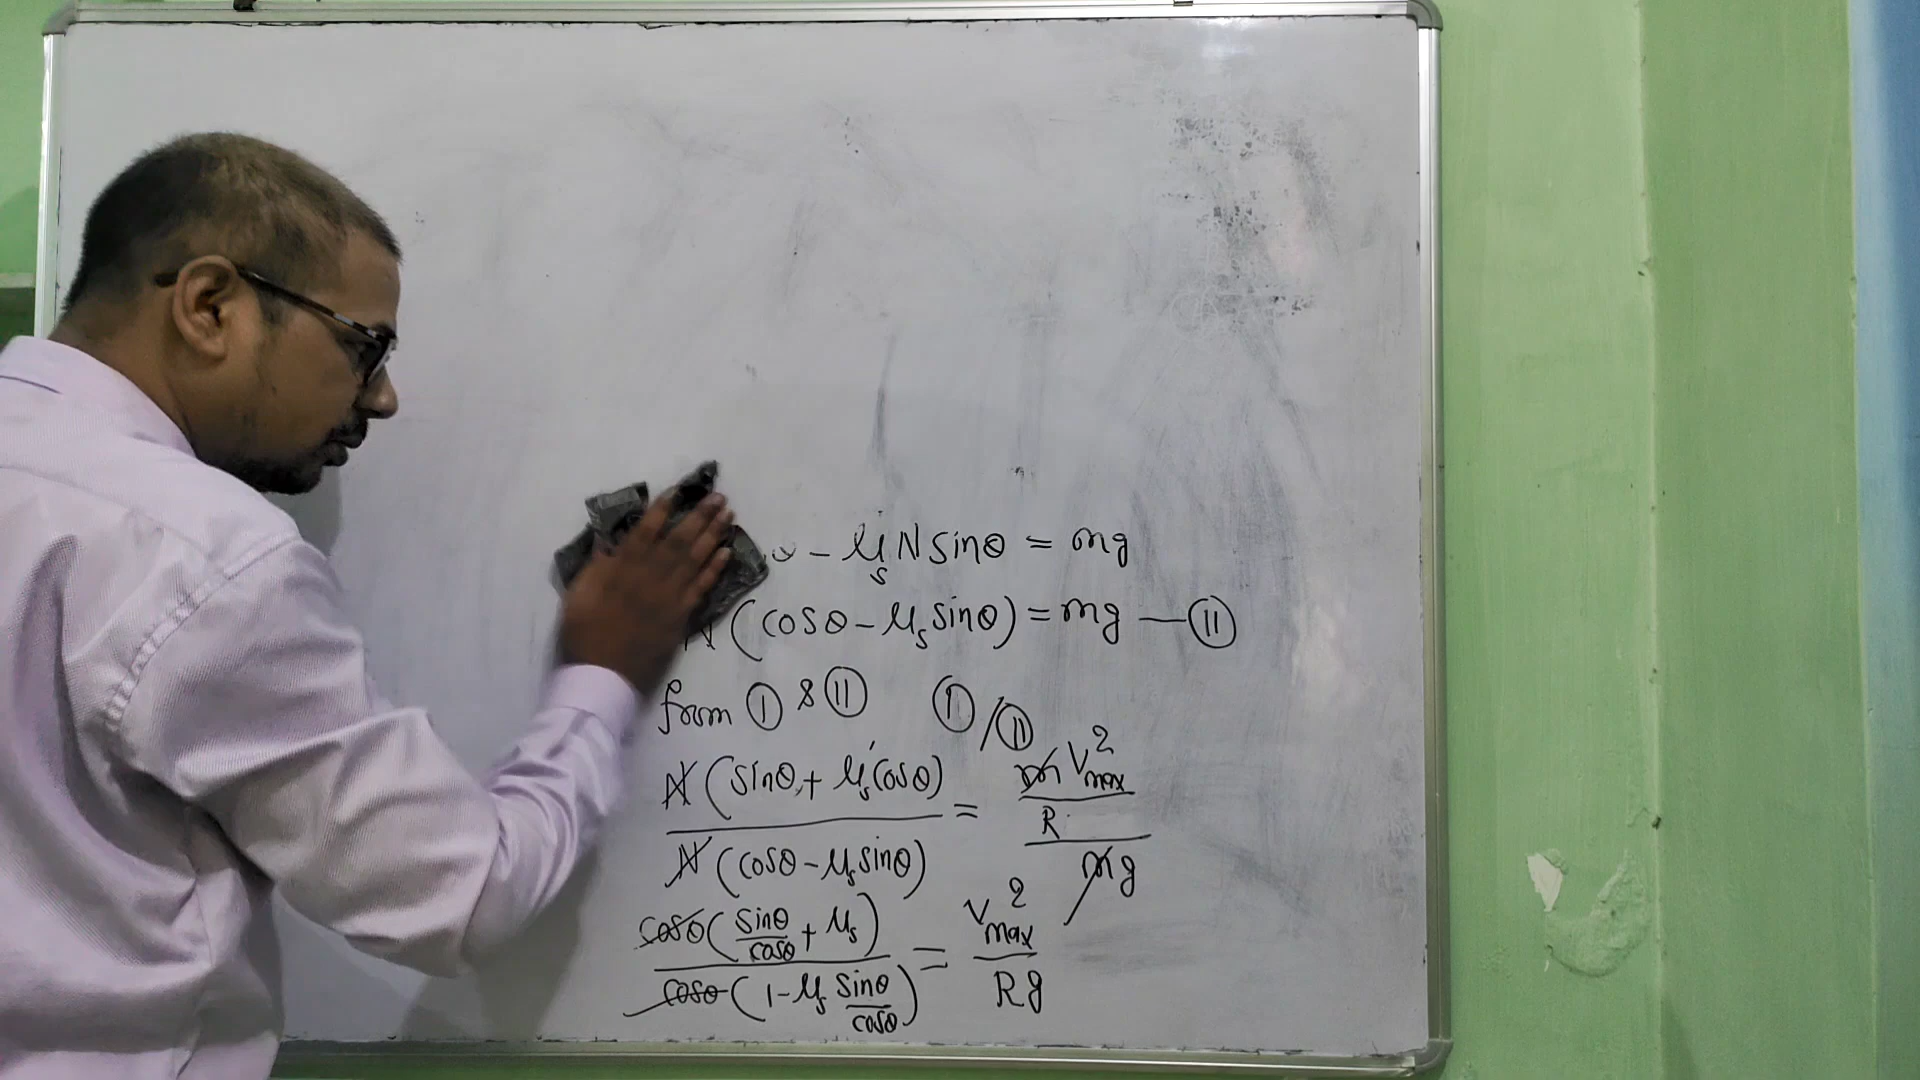 - μₛ N sinθ = mg
N (cosθ - μₛ sinθ) = mg — (II)
from (I) & (II) (I)/(II)
N (sinθ + μₛ cosθ) / N (cosθ - μₛ sinθ) = m v²max / R / mg
cosθ (sinθ/cosθ + μₛ) / cosθ (1 - μₛ sinθ/cosθ) = v²max / Rg